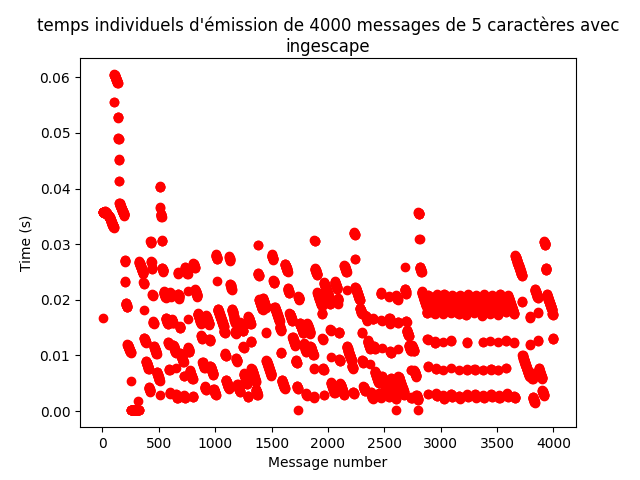 temps individuels d'émission de 4000 messages de 5 caractères avec
ingescape
0.06
0.05
0.04
0.03
0.02
0.01
0.00
Time (s)
0 500 1000 1500 2000 2500 3000 3500 4000
Message number